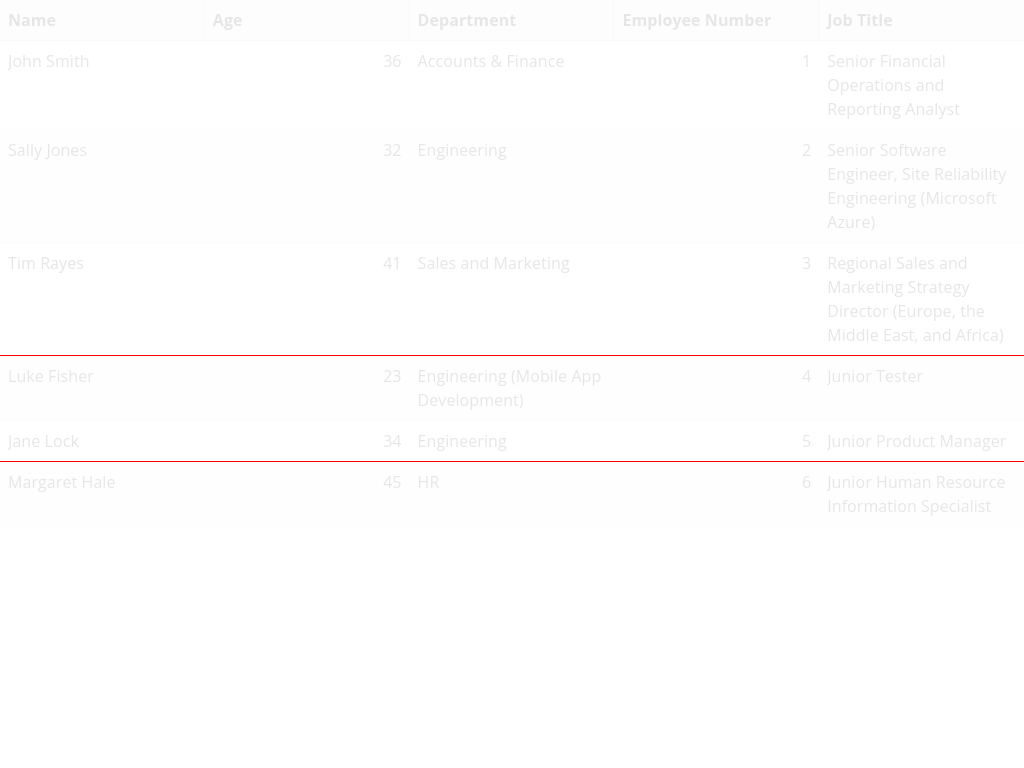 Name Age Department Employee Number Job Title
John Smith 36 Accounts & Finance 1 Senior Financial
Operations and
Reporting Analyst
Sally Jones 32 Engineering 2 Senior Software
Engineer, Site Reliability
Engineering (Microsoft
Azure)
Tim Rayes 41 Sales and Marketing 3 Regional Sales and
Marketing Strategy
Director (Europe, the
Middle East, and Africa)
Luke Fisher 23 Engineering (Mobile App 4 Junior Tester
Development)
Jane Lock 34 Engineering 5 Junior Product Manager
Margaret Hale 45 HR 6 Junior Human Resource
Information Specialist